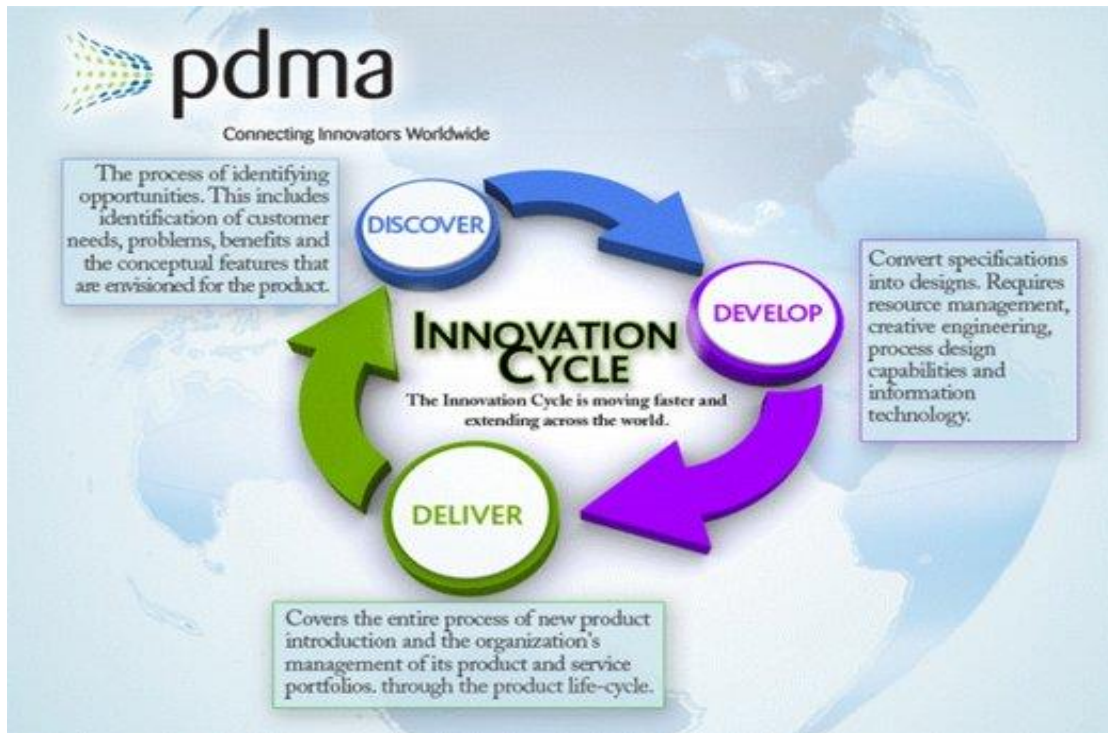 pdma
Connecting Innovators Worldwide
The process of identifying
opportunities. This includes
identification of customer
needs, problems, benefits and
the conceptual features that
are envisioned for the product.
DISCOVER
DEVELOP
Convert specifications
into designs. Requires
resource management,
creative engineering,
process design
capabilities and
information
technology.
INNOVATION
CYCLE
The Innovation Cycle is moving faster and
extending across the world.
DELIVER
Covers the entire process of new product
introduction and the organization's
management of its product and service
portfolios. through the product life-cycle.